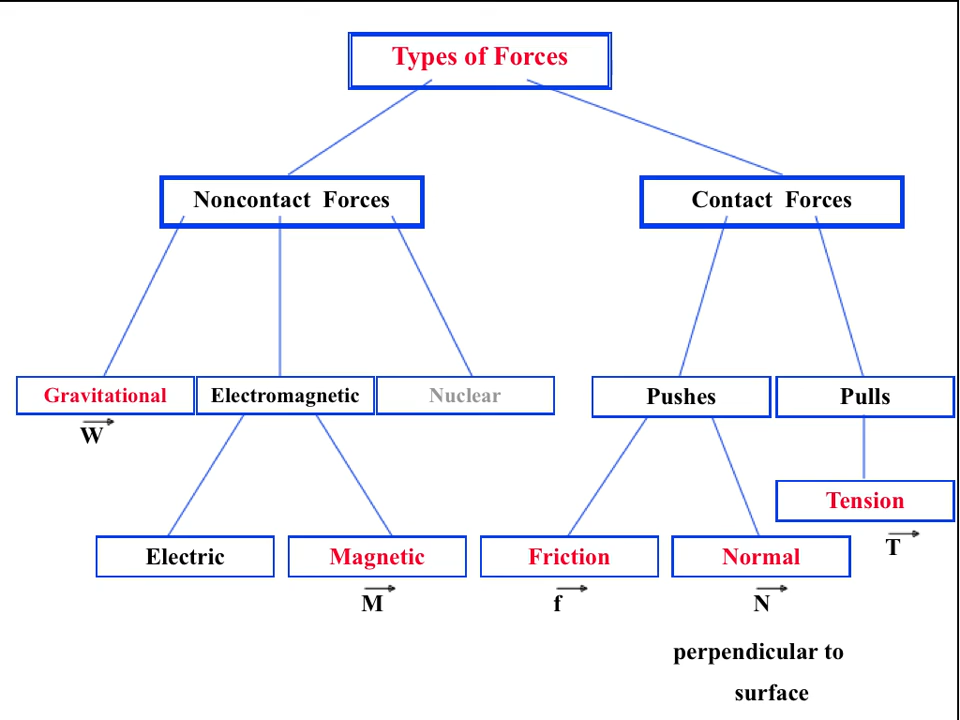 Types of Forces
Noncontact Forces
Contact Forces
Gravitational
Electromagnetic
Nuclear
Pushes
Pulls
W
Tension
T
Electric
Magnetic
Friction
Normal
M
f
N
perpendicular to
surface